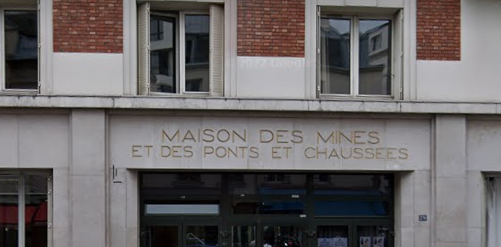 MAISON DES MINES
ET DES PONTS ET CHAUSSEES